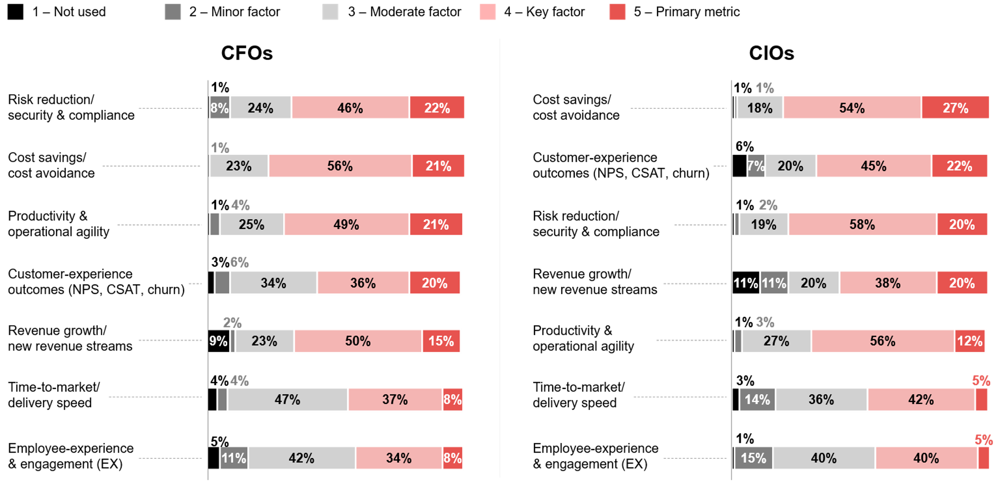 1 – Not used
2 – Minor factor
3 – Moderate factor
4 – Key factor
5 – Primary metric
CFOs
1%
Risk reduction/
security & compliance
8% 24% 46% 22%
1%
Cost savings/
cost avoidance
23% 56% 21%
1% 4%
Productivity &
operational agility
25% 49% 21%
3% 6%
Customer-experience
outcomes (NPS, CSAT, churn)
34% 36% 20%
2%
Revenue growth/
new revenue streams
9% 23% 50% 15%
4% 4%
Time-to-market/
delivery speed
47% 37% 8%
5%
Employee-experience
& engagement (EX)
11% 42% 34% 8%
CIOs
1% 1%
Cost savings/
cost avoidance
18% 54% 27%
6%
Customer-experience
outcomes (NPS, CSAT, churn)
7% 20% 45% 22%
1% 2%
Risk reduction/
security & compliance
19% 58% 20%
Revenue growth/
new revenue streams
11% 11% 20% 38% 20%
1% 3%
Productivity &
operational agility
27% 56% 12%
3% 5%
Time-to-market/
delivery speed
14% 36% 42%
1% 5%
Employee-experience
& engagement (EX)
15% 40% 40%